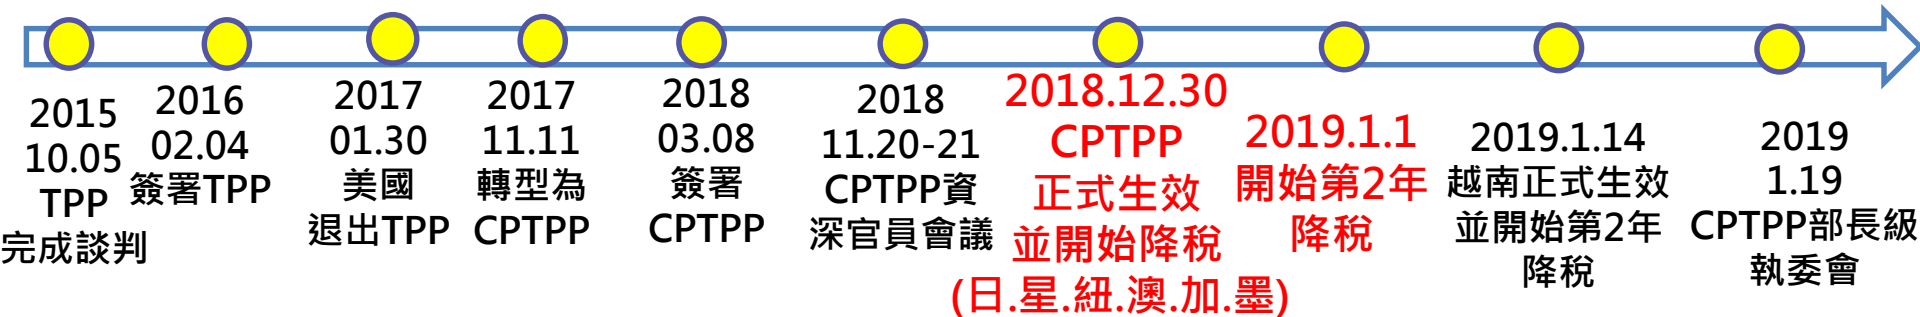 2015
10.05
TPP
完成談判
2016
02.04
簽署TPP
2017
01.30
美國
退出TPP
2017
11.11
轉型為
CPTPP
2018
03.08
簽署
CPTPP
2018
11.20-21
CPTPP資
深官員會議
2018.12.30
CPTPP
正式生效
並開始降稅
(日.星.紐.澳.加.墨)
2019.1.1
開始第2年
降稅
2019.1.14
越南正式生效
並開始第2年
降稅
2019
1.19
CPTPP部長級
執委會